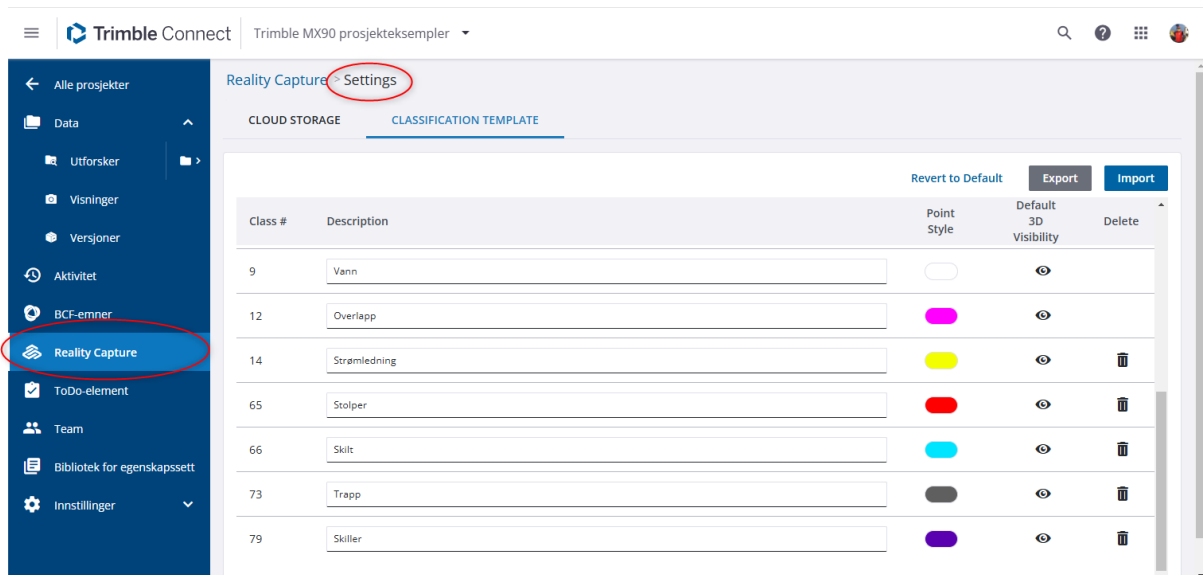 Trimble Connect
Trimble MX90 prosjekteksempler
Alle prosjekter
Data
Utforsker
Visninger
Versjoner
Aktivitet
BCF-emner
Reality Capture
ToDo-element
Team
Bibliotek for egenskapssett
Innstillinger
Reality Capture > Settings
CLOUD STORAGE CLASSIFICATION TEMPLATE
Revert to Default Export Import
Class # Description Point Style Default 3D Visibility Delete
9 Vann
12 Overlapp
14 Strømledning
65 Stolper
66 Skilt
73 Trapp
79 Skiller